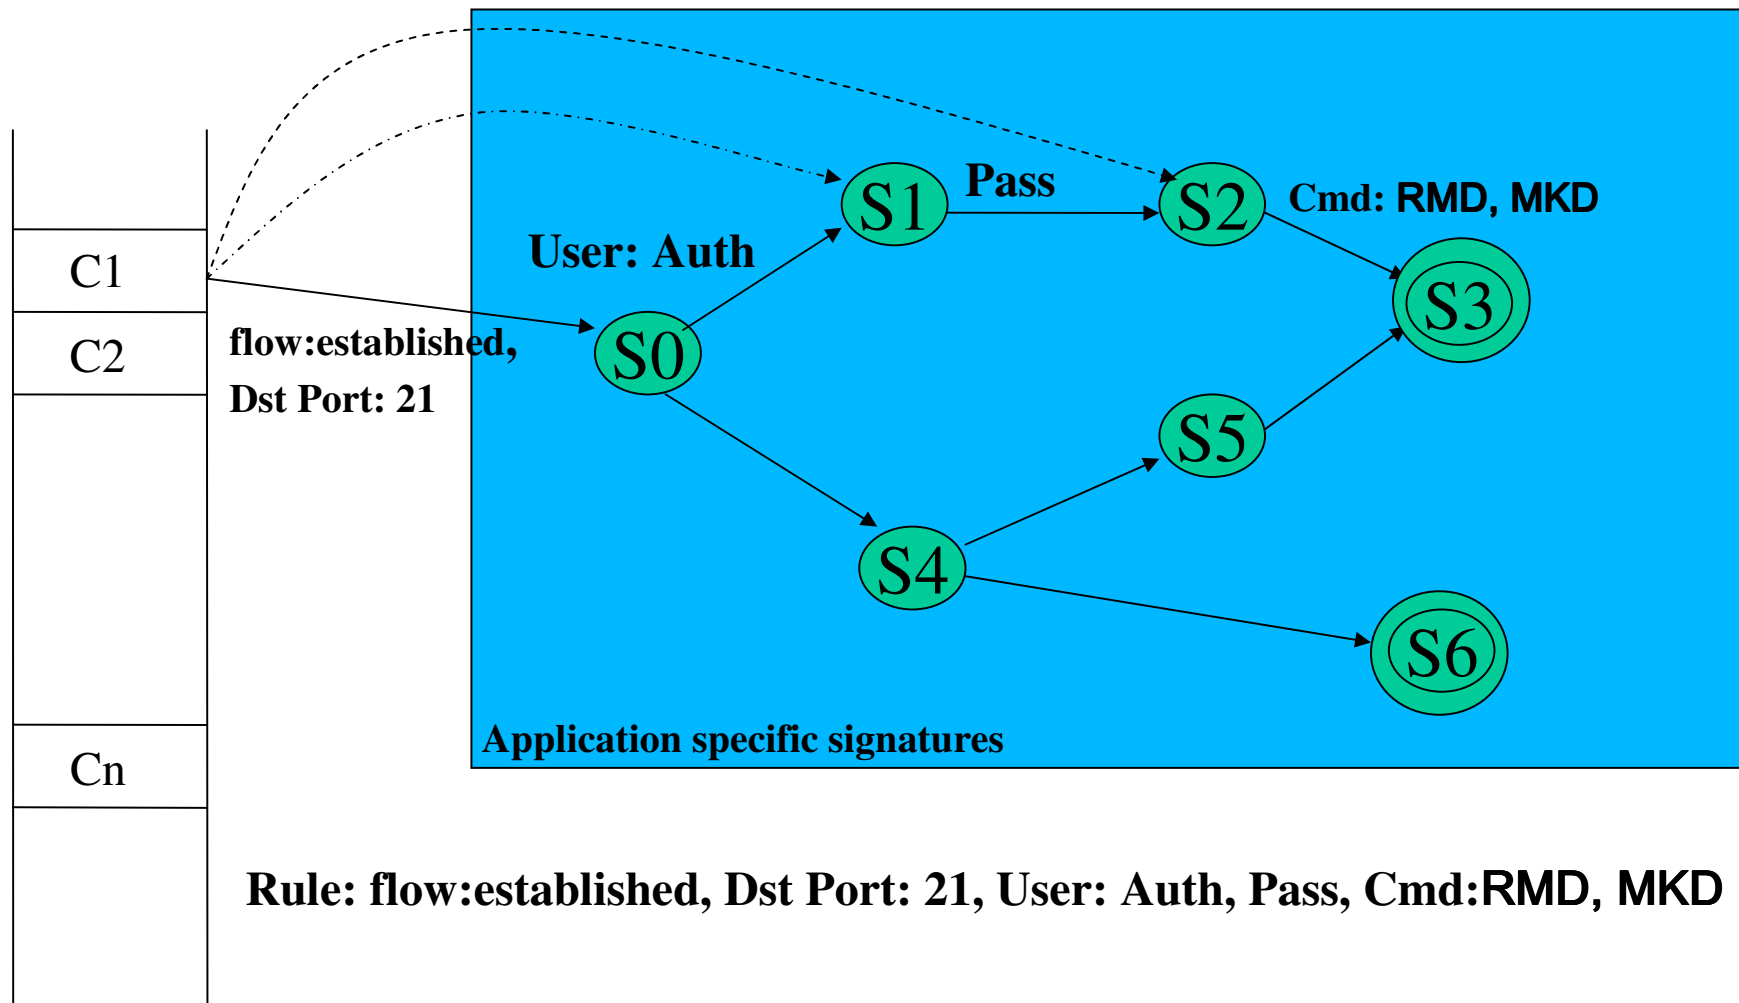 S1
Pass
S2
Cmd: RMD, MKD
User: Auth
C1
S3
flow:established,
S0
C2
Dst Port: 21
S5
S4
S6
Application specific signatures
Cn
Rule: flow:established, Dst Port: 21, User: Auth, Pass, Cmd:RMD, MKD